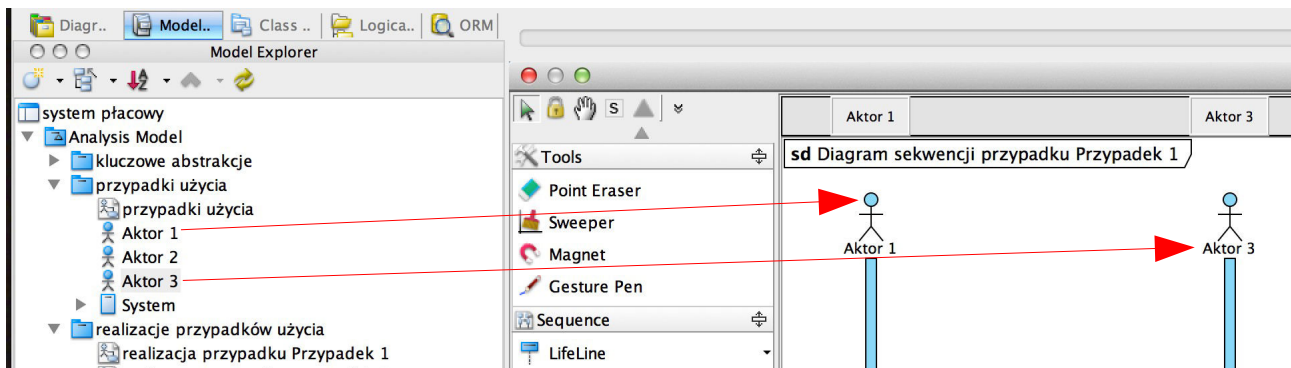 Diagr..
Model..
Class ..
Logica..
ORM
Model Explorer
system płacowy
Analysis Model
kluczowe abstrakcje
przypadki użycia
przypadki użycia
Aktor 1
Aktor 2
Aktor 3
System
realizacje przypadków użycia
realizacja przypadku Przypadek 1
S
Tools
Point Eraser
Sweeper
Magnet
Gesture Pen
Sequence
LifeLine
Aktor 1
Aktor 3
sd Diagram sekwencji przypadku Przypadek 1
Aktor 1
Aktor 3